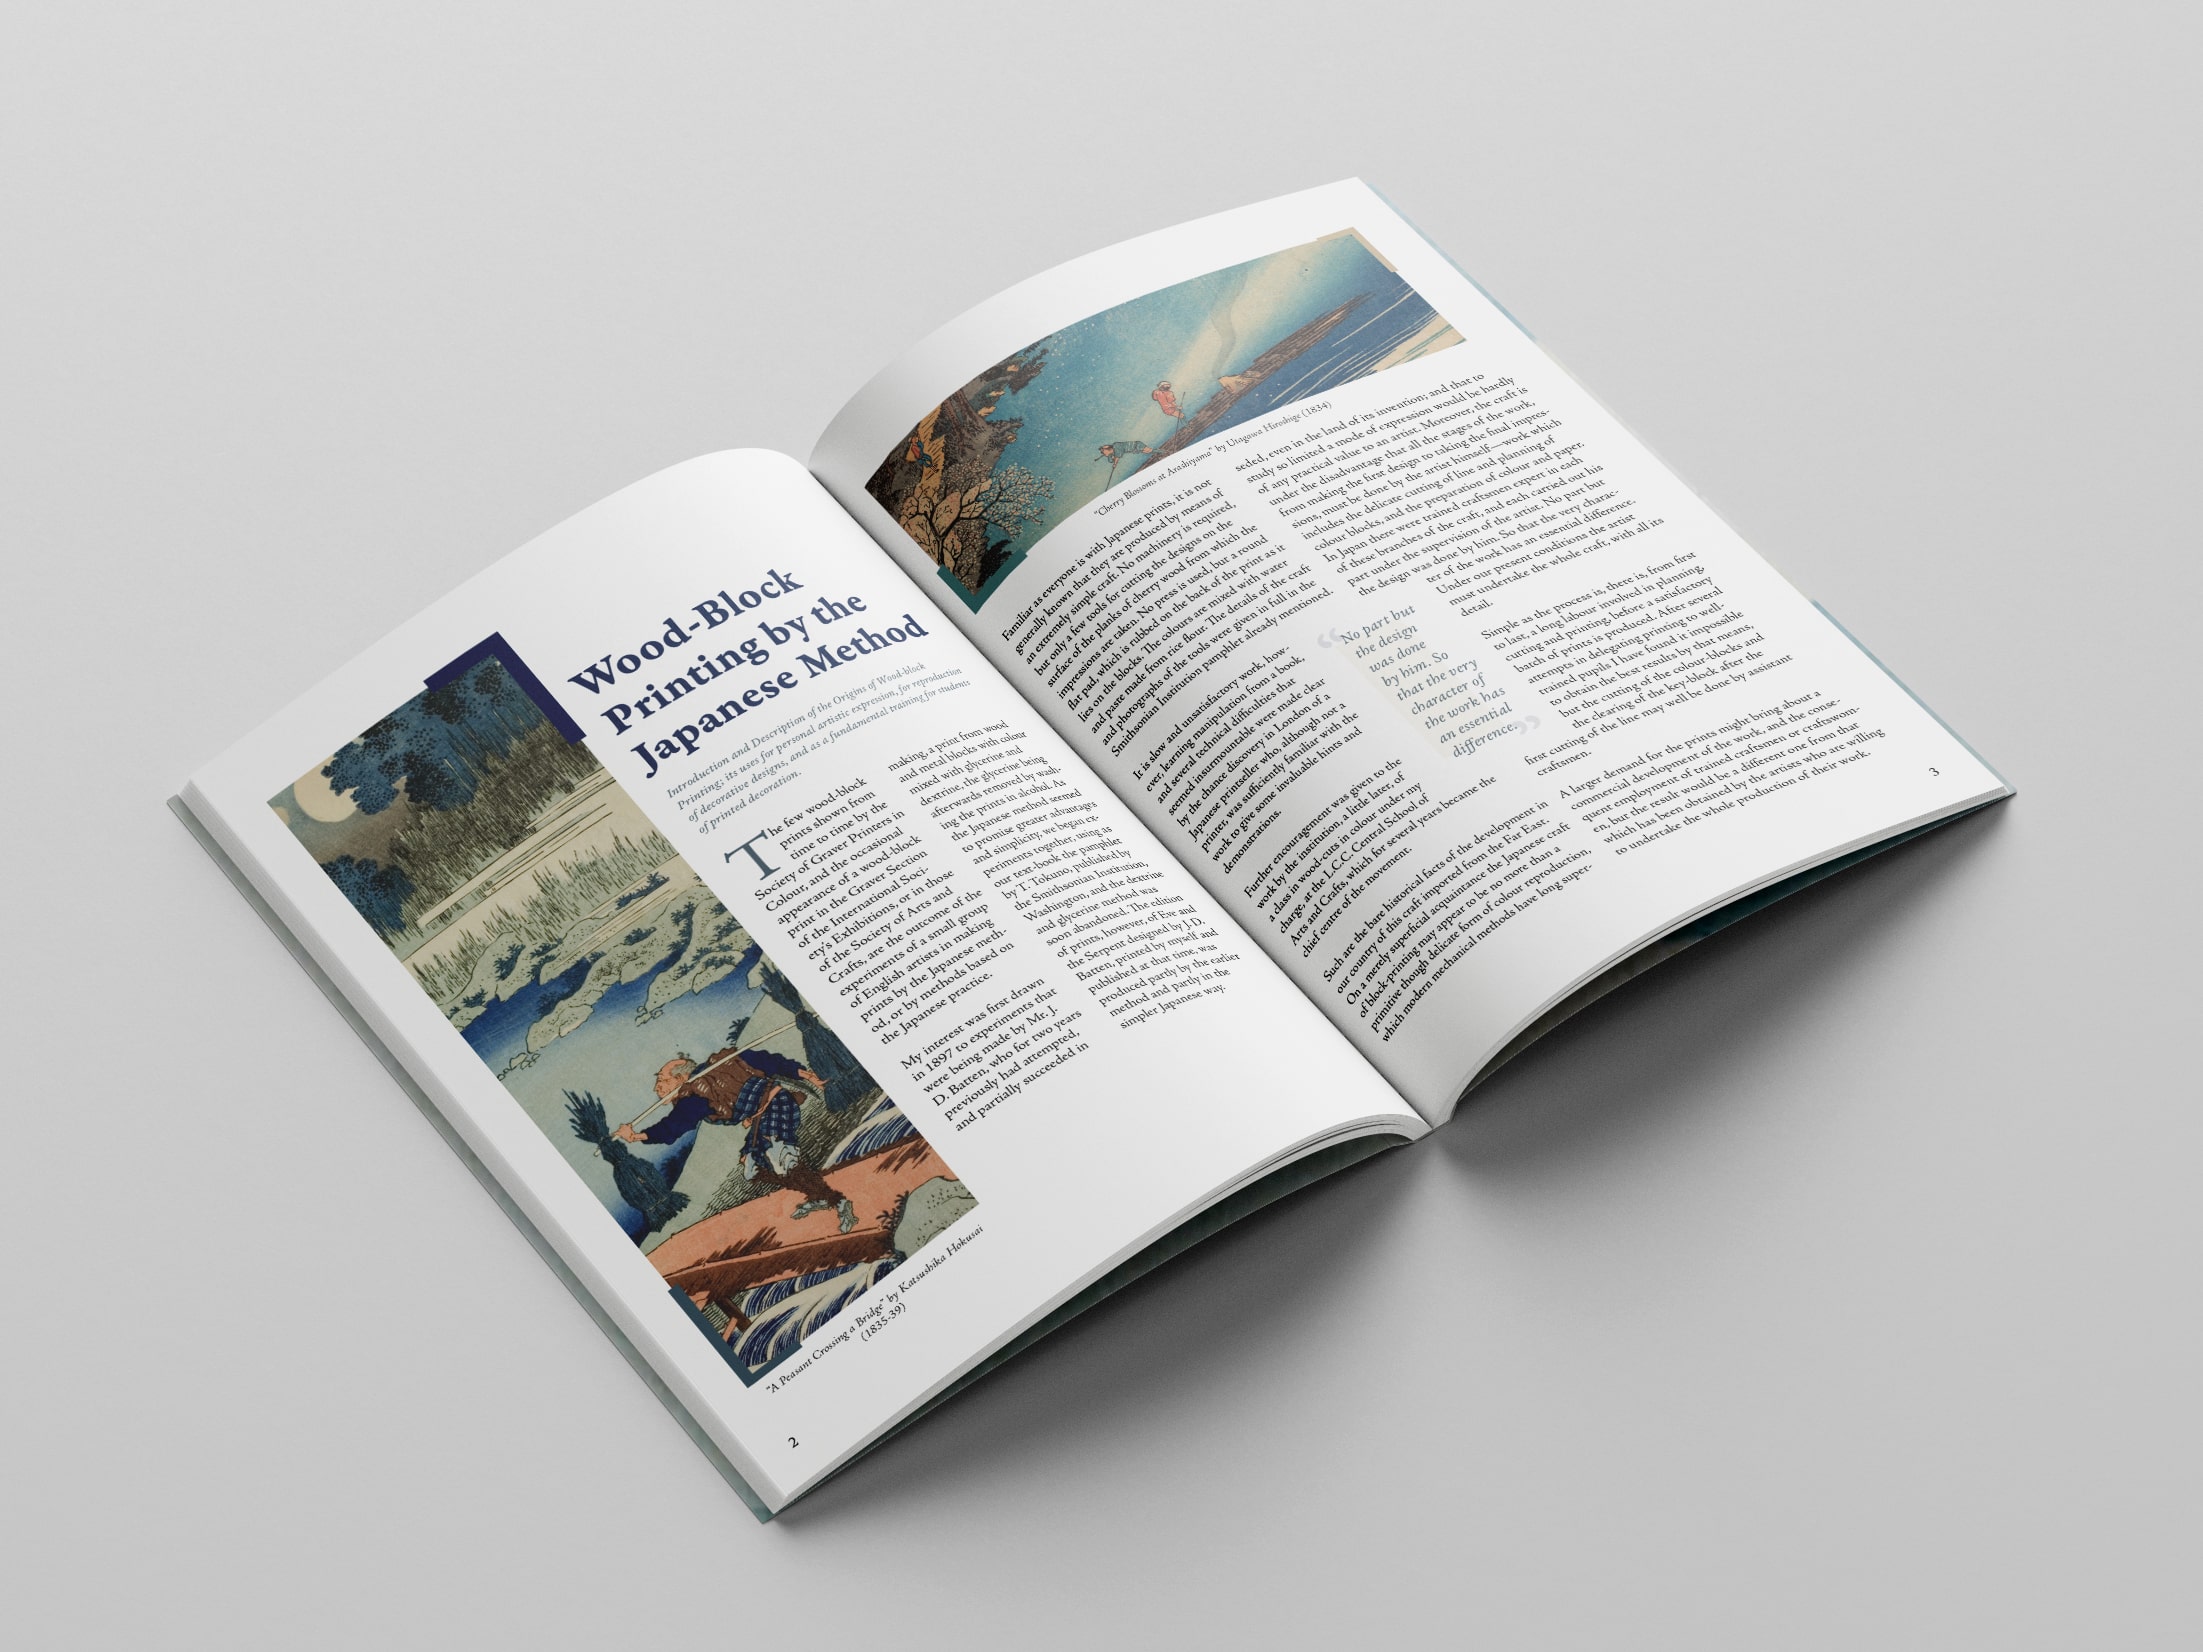 Wood-Block
Printing by the
Japanese Method
Introduction and Description of the Origins of Wood-block
Printing; its uses for personal artistic expression, for reproduction
of decorative designs, and as a fundamental training for students
of printed decoration.
The few wood-block
prints shown from
time to time by the
Society of Graver Printers in
Colour, and the occasional
appearance of a wood-block
print in the Graver Section
of the International Soci-
ety's Exhibitions, or in those
of the Society of Arts and
Crafts, are the outcome of the
experiments of a small group
of English artists in making
prints by the Japanese meth-
od, or by methods based on
the Japanese practice.
My interest was first drawn
in 1897 to experiments that
were being made by Mr. J.
D. Batten, who for two years
previously had attempted,
and partially succeeded in
making, a print from wood
and metal blocks with colour
mixed with glycerine and
dextrine, the glycerine being
afterwards removed by wash-
ing the prints in alcohol. As
the Japanese method seemed
to promise greater advantages
and simplicity, we began ex-
periments together, using as
our text-book the pamphlet
by T. Tokuno, published by
the Smithsonian Institution,
Washington, and the dextrine
and glycerine method was
soon abandoned. The edition
of prints, however, of Eve and
the Serpent designed by J.D.
Batten, printed by myself and
published at that time, was
produced partly by the earlier
method and partly in the
simpler Japanese way.
"A Peasant Crossing a Bridge" by Katsushika Hokusai
(1835-39)
2
"Cherry Blossoms at Arashiyama" by Utagawa Hiroshige (1834)
Familiar as everyone is with Japanese prints, it is not
generally known that they are produced by means of
an extremely simple craft. No machinery is required,
but only a few tools for cutting the designs on the
surface of the planks of cherry wood from which the
impressions are taken. No press is used, but a round
flat pad, which is rubbed on the back of the print as it
lies on the blocks. The colours are mixed with water
and paste made from rice flour. The details of the craft
and photographs of the tools were given in full in the
Smithsonian Institution pamphlet already mentioned.
It is slow and unsatisfactory work, how-
ever, learning manipulation from a book,
and several technical difficulties that
seemed insurmountable were made clear
by the chance discovery in London of a
Japanese printseller who, although not a
printer, was sufficiently familiar with the
work to give some invaluable hints and
demonstrations.
Further encouragement was given to the
work by the institution, a little later, of
a class in wood-cuts in colour under my
charge, at the L.C.C. Central School of
Arts and Crafts, which for several years became the
chief centre of the movement.
Such are the bare historical facts of the development in
our country of this craft imported from the Far East.
On a merely superficial acquaintance the Japanese craft
of block-printing may appear to be no more than a
primitive though delicate form of colour reproduction,
which modern mechanical methods have long super-
seded, even in the land of its invention; and that to
study so limited a mode of expression would be hardly
of any practical value to an artist. Moreover, the craft is
under the disadvantage that all the stages of the work,
from making the first design to taking the final impres-
sions, must be done by the artist himself—work which
includes the delicate cutting of line and planning of
colour blocks, and the preparation of colour and paper.
In Japan there were trained craftsmen expert in each
of these branches of the craft, and each carried out his
part under the supervision of the artist. No part but
the design was done by him. So that the very charac-
ter of the work has an essential difference.
Under our present conditions the artist
must undertake the whole craft, with all its
detail.
“No part but
the design
was done
by him. So
that the very
character of
the work has
an essential
difference.”
Simple as the process is, there is, from first
to last, a long labour involved in planning,
cutting and printing, before a satisfactory
batch of prints is produced. After several
attempts in delegating printing to well-
trained pupils I have found it impossible
to obtain the best results by that means,
but the cutting of the colour-blocks and
the clearing of the key-block after the
first cutting of the line may well be done by assistant
craftsmen.
A larger demand for the prints might bring about a
commercial development of the work, and the conse-
quent employment of trained craftsmen or craftswom-
en, but the result would be a different one from that
which has been obtained by the artists who are willing
to undertake the whole production of their work.
3